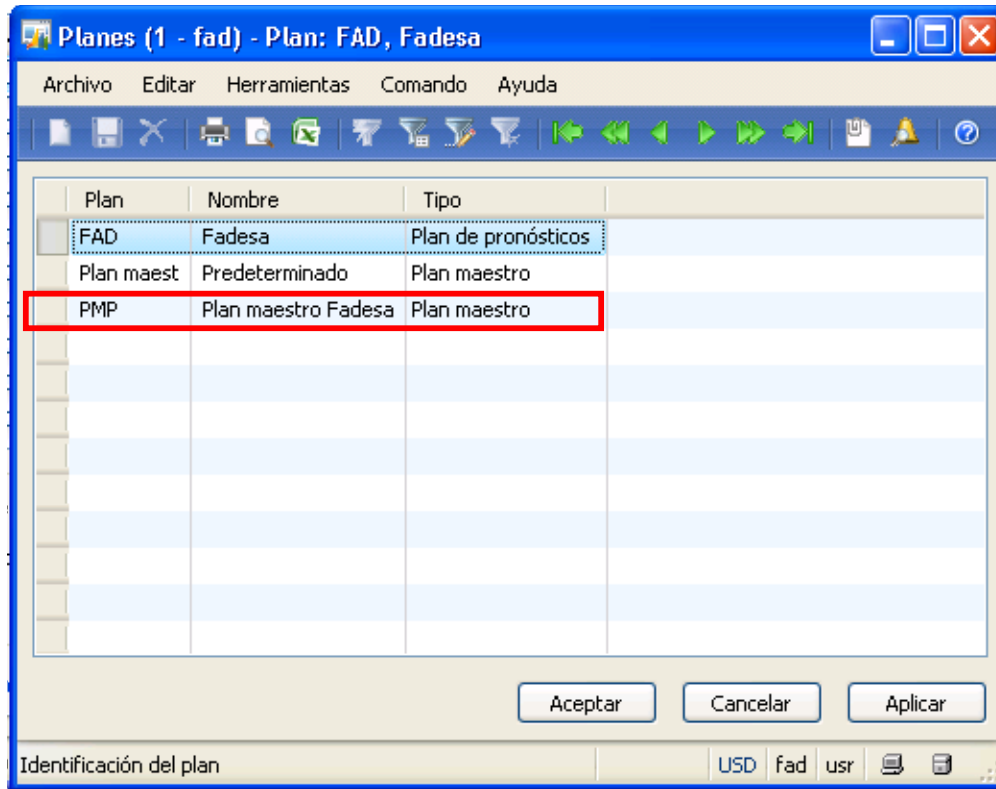 Planes (1 - fad) - Plan: FAD, Fadesa
Archivo Editar Herramientas Comando Ayuda
Plan Nombre Tipo
FAD Fadesa Plan de pronósticos
Plan maest Predeterminado Plan maestro
PMP Plan maestro Fadesa Plan maestro
Aceptar Cancelar Aplicar
Identificación del plan USD fad usr